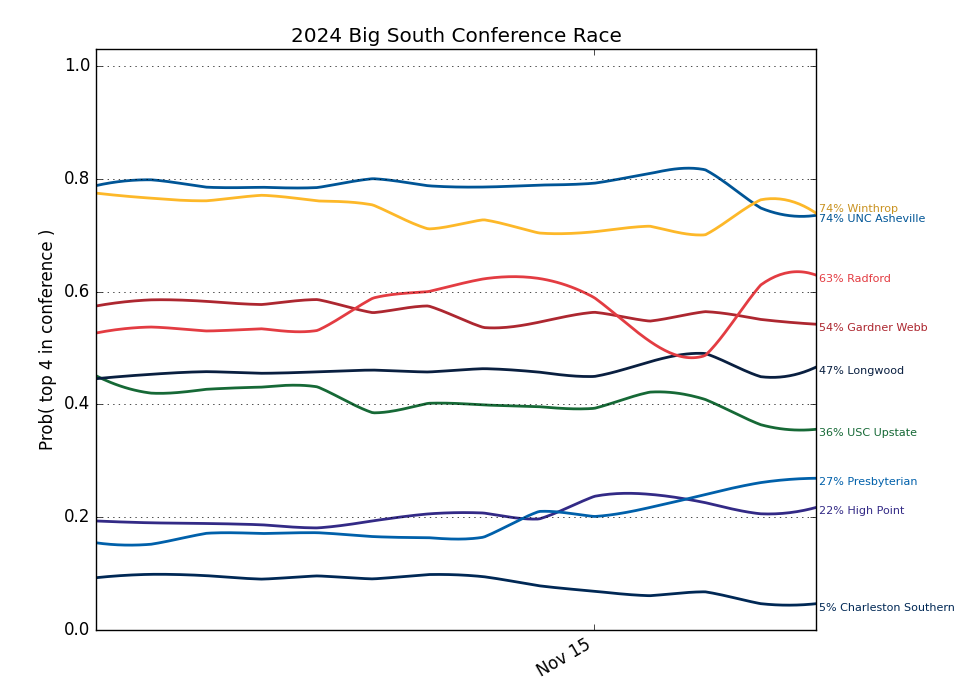 2024 Big South Conference Race
Prob( top 4 in conference )
1.0
0.8
0.6
0.4
0.2
0.0
Nov 15
74% Winthrop
74% UNC Asheville
63% Radford
54% Gardner Webb
47% Longwood
36% USC Upstate
27% Presbyterian
22% High Point
5% Charleston Southern